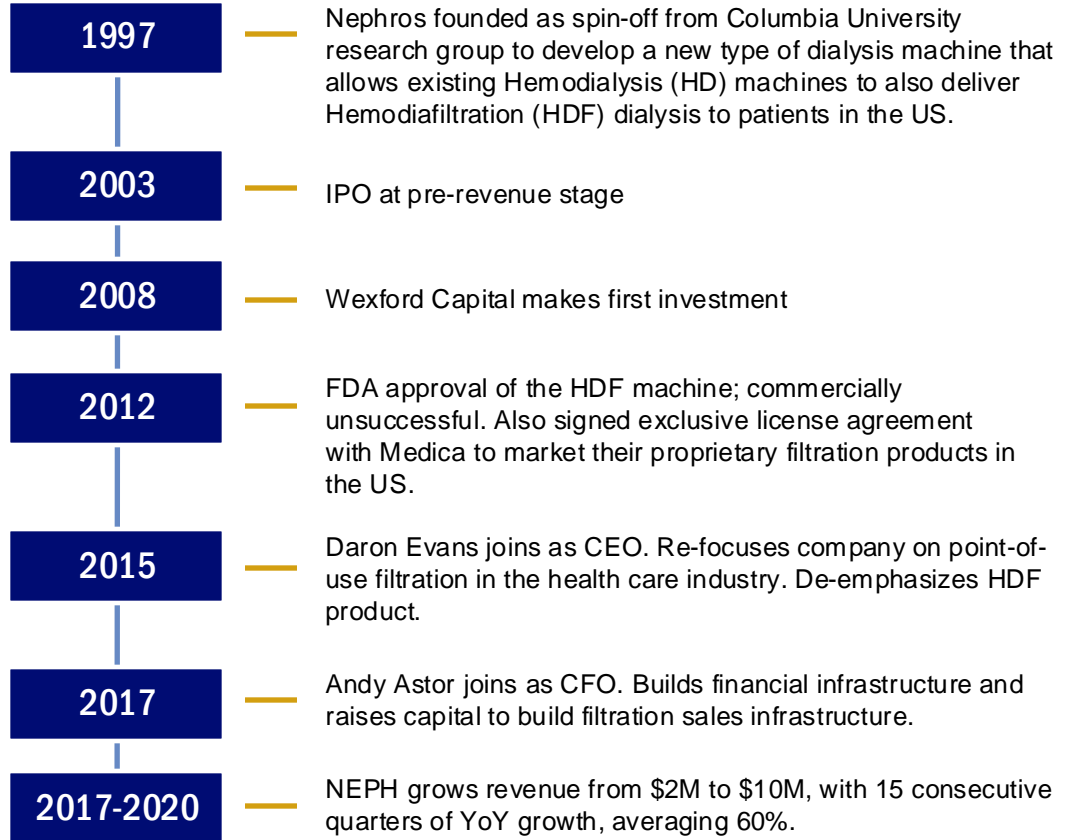 1997
Nephros founded as spin-off from Columbia University
research group to develop a new type of dialysis machine that
allows existing Hemodialysis (HD) machines to also deliver
Hemodiafiltration (HDF) dialysis to patients in the US.
2003
IPO at pre-revenue stage
2008
Wexford Capital makes first investment
2012
FDA approval of the HDF machine; commercially
unsuccessful. Also signed exclusive license agreement
with Medica to market their proprietary filtration products in
the US.
2015
Daron Evans joins as CEO. Re-focuses company on point-of-
use filtration in the health care industry. De-emphasizes HDF
product.
2017
Andy Astor joins as CFO. Builds financial infrastructure and
raises capital to build filtration sales infrastructure.
2017-2020
NEPH grows revenue from $2M to $10M, with 15 consecutive
quarters of YoY growth, averaging 60%.